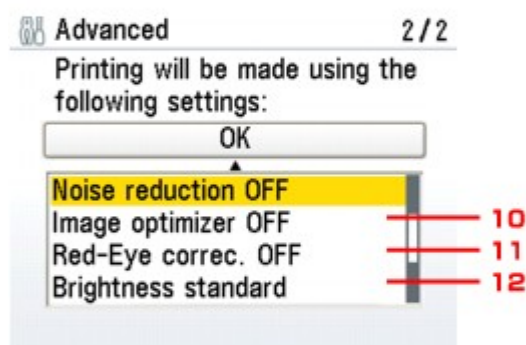 Advanced 2/2
Printing will be made using the
following settings:
OK
Noise reduction OFF
Image optimizer OFF 10
Red-Eye correc. OFF 11
Brightness standard 12